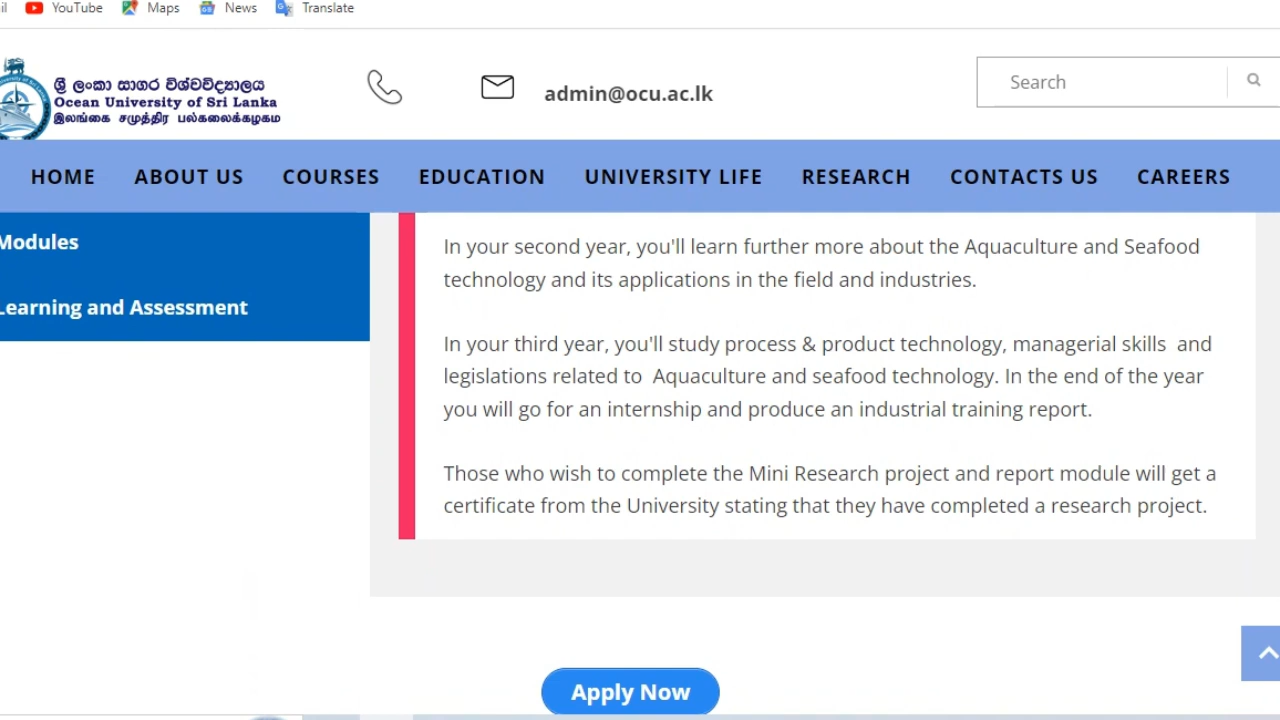 YouTube Maps News Translate
ශ්‍රී ලංකා සාගර විශ්වවිද්‍යාලය
Ocean University of Sri Lanka
இலங்கை சமுத்திர பல்கலைக்கழகம
admin@ocu.ac.lk
Search
HOME ABOUT US COURSES EDUCATION UNIVERSITY LIFE RESEARCH CONTACTS US CAREERS
Modules
Learning and Assessment
In your second year, you'll learn further more about the Aquaculture and Seafood
technology and its applications in the field and industries.
In your third year, you'll study process & product technology, managerial skills and
legislations related to Aquaculture and seafood technology. In the end of the year
you will go for an internship and produce an industrial training report.
Those who wish to complete the Mini Research project and report module will get a
certificate from the University stating that they have completed a research project.
Apply Now